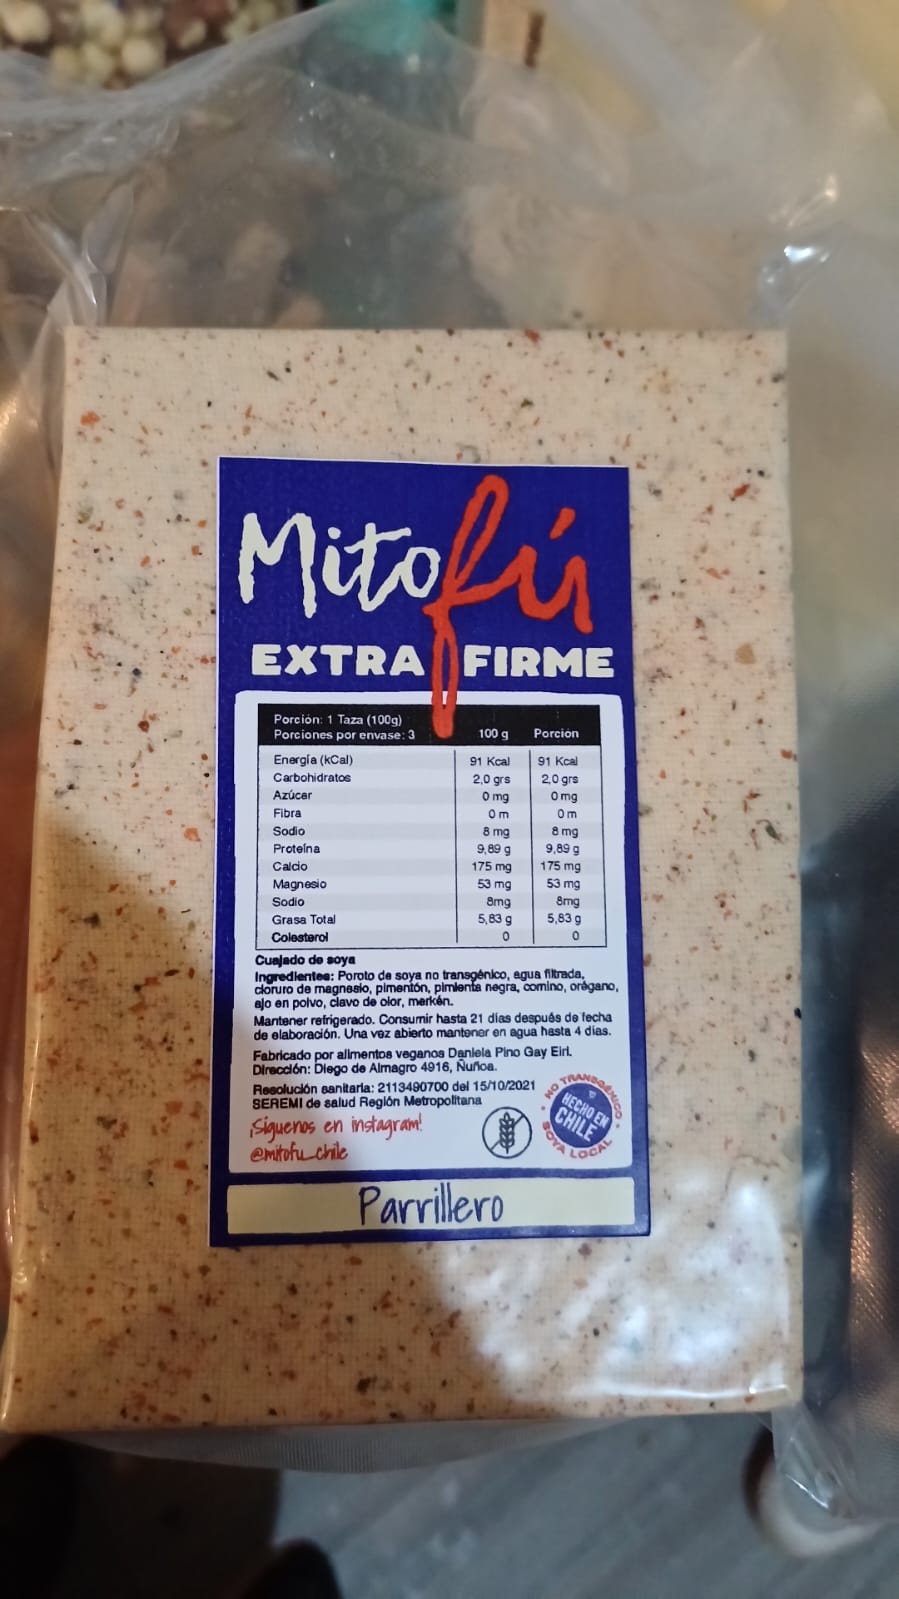 Mitofú
EXTRA FIRME
Porción: 1 Taza (100g)
Porciones por envase: 3 100 g Porción
Energía (kCal) 91 Kcal 91 Kcal
Carbohidratos 2,0 grs 2,0 grs
Azúcar 0 mg 0 mg
Fibra 0 m 0 m
Sodio 8 mg 8 mg
Proteína 9,89 g 9,89 g
Calcio 175 mg 175 mg
Magnesio 53 mg 53 mg
Sodio 8mg 8mg
Grasa Total 5,83 g 5,83 g
Colesterol 0 0
Cuajado de soya
Ingredientes: Poroto de soya no transgénico, agua filtrada,
cloruro de magnesio, pimentón, pimienta negra, comino, orégano,
ajo en polvo, clavo de olor, merkén.
Mantener refrigerado. Consumir hasta 21 días después de fecha
de elaboración. Una vez abierto mantener en agua hasta 4 días.
Fabricado por alimentos veganos Daniela Pino Gay Eirl.
Dirección: Diego de Almagro 4916, Ñuñoa.
Resolución sanitaria: 2113490700 del 15/10/2021
SEREMI de salud Región Metropolitana
¡Síguenos en instagram!
@mitofu_chile
NO TRANSGÉNICO
HECHO EN
CHILE
SOYA LOCAL
Parrillero